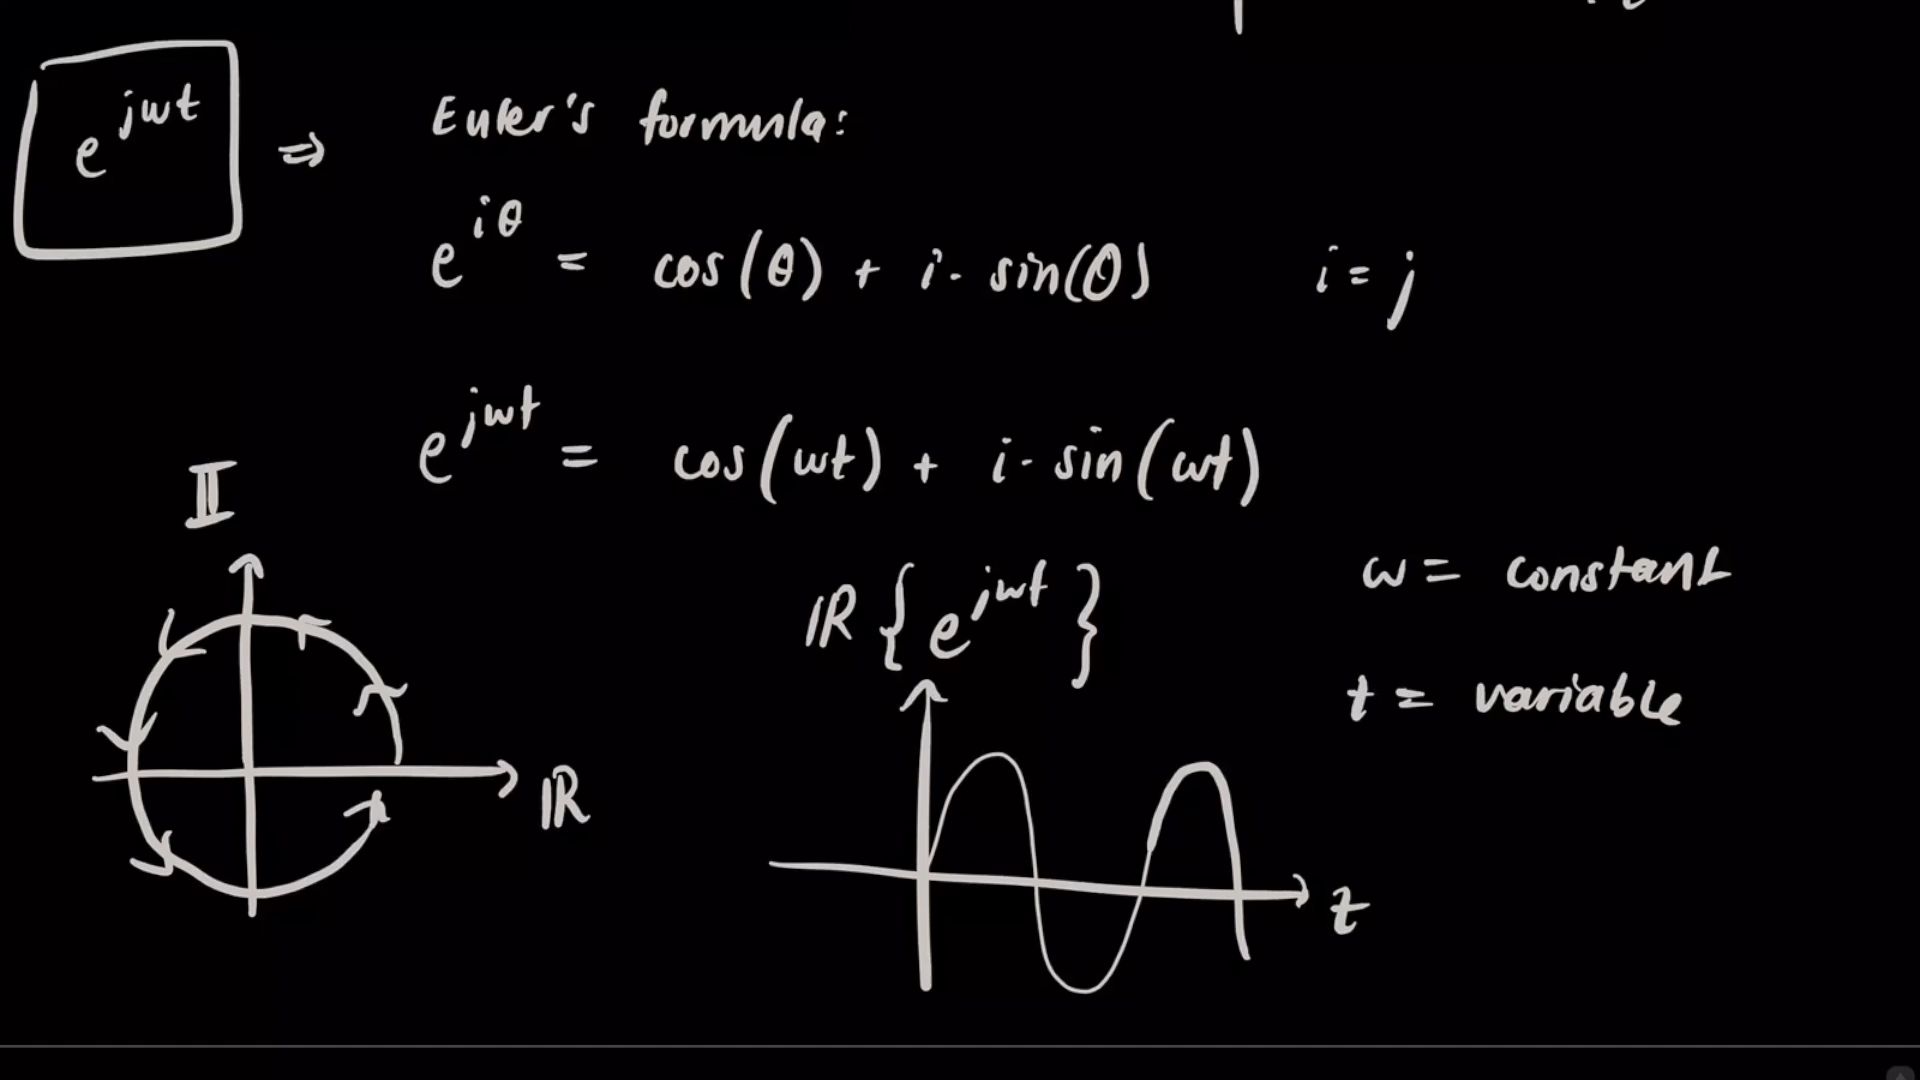 e^{jwt} ⇒ Euler's formula:
e^{iθ} = cos(θ) + i · sin(θ) i = j
e^{jwt} = cos(wt) + i · sin(wt)
II
ω = constant
IR { e^{jwt} }
t = variable
IR
t